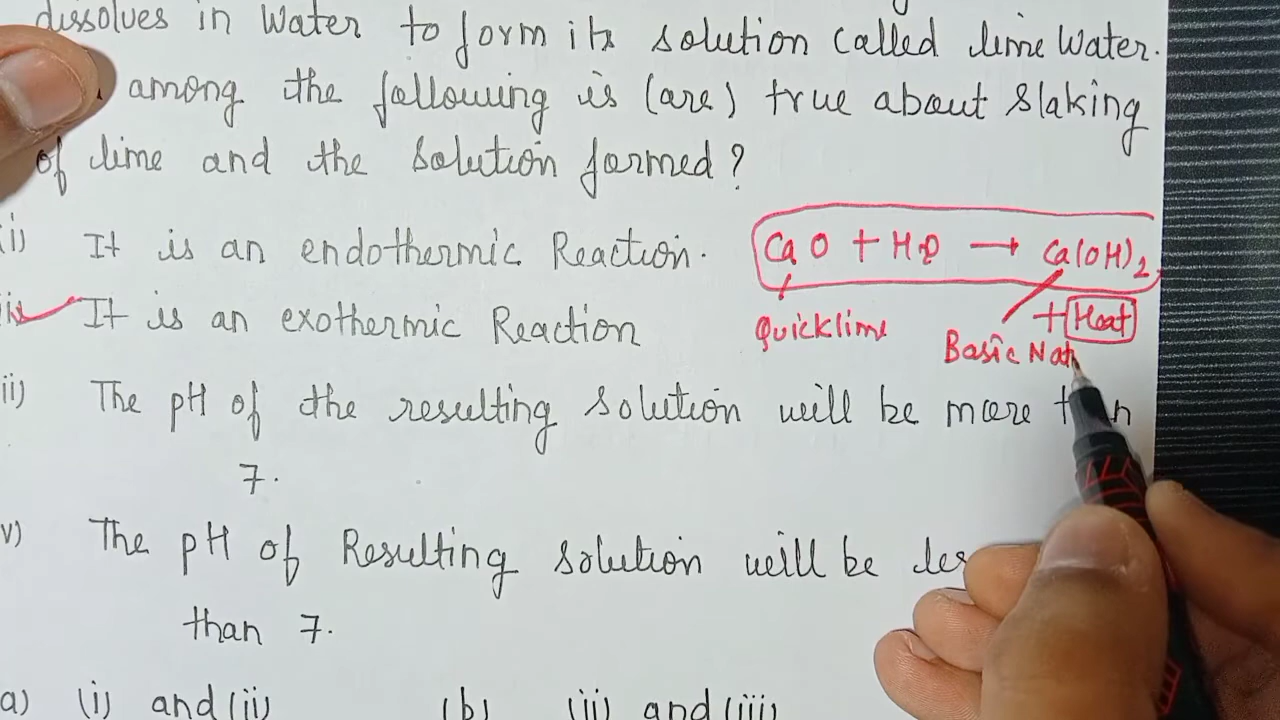 dissolves in water to form its solution called lime water.
among the following is (are) true about slaking
of lime and the solution formed?
i) It is an endothermic Reaction.
CaO + H2O → Ca(OH)2
+ Heat
Quicklime
Basic Nat
It is an exothermic Reaction
ii) The pH of the resulting solution will be more
7.
v) The pH of Resulting solution will be les
than 7.
a) (i) and (ii) (b) (ii) and (iii)